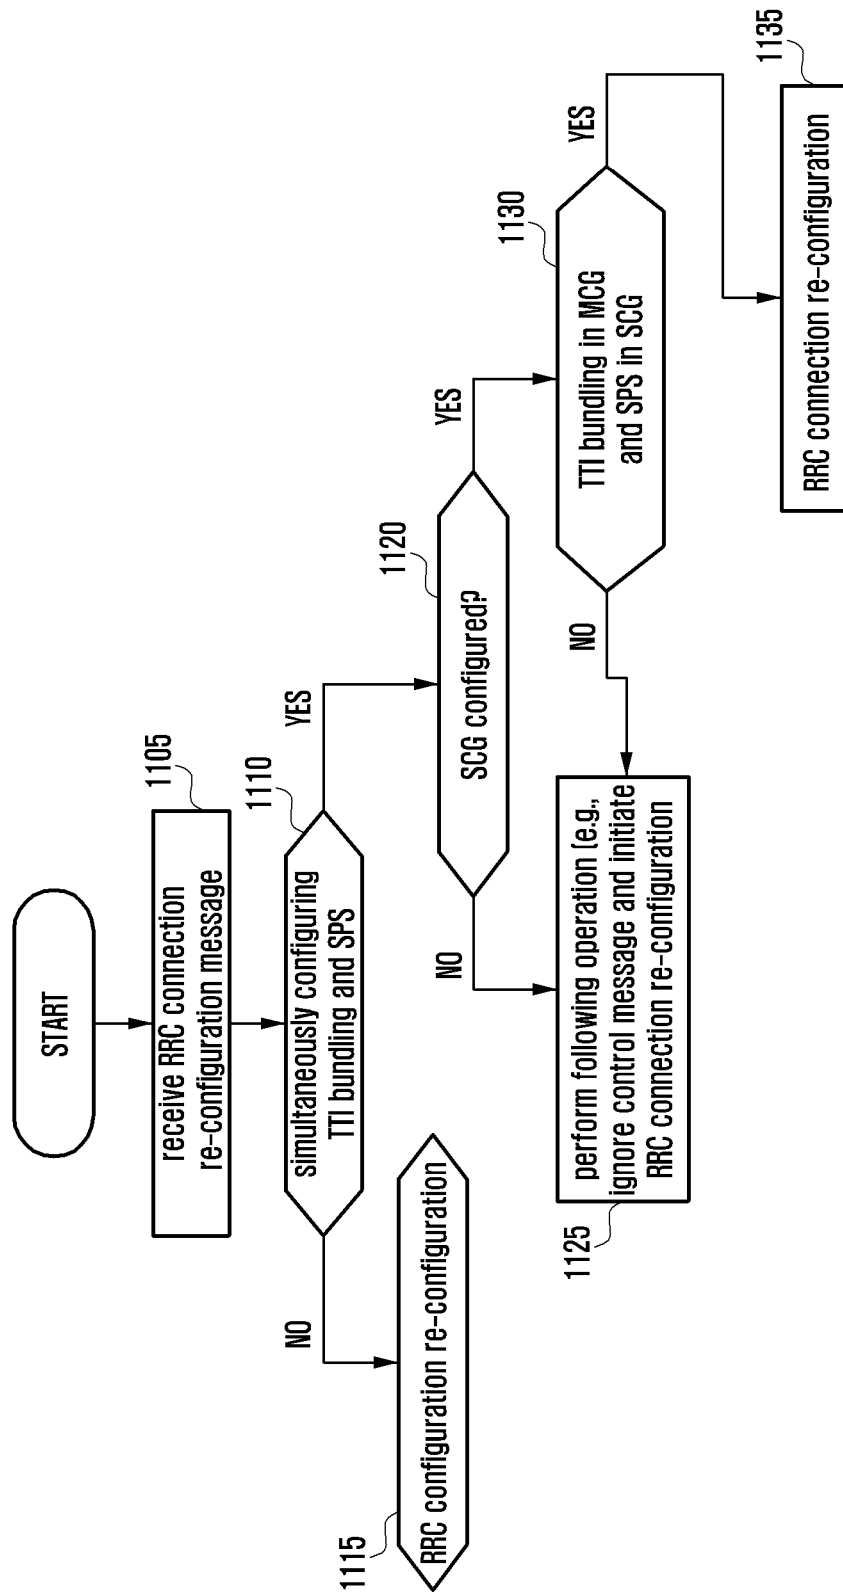 START
receive RRC connection
re-configuration message
1105
simultaneously configuring
TTI bundling and SPS
1110
NO
YES
RRC configuration re-configuration
1115
SCG configured?
1120
NO
YES
perform following operation (e.g.,
ignore control message and initiate
RRC connection re-configuration
1125
TTI bundling in MCG
and SPS in SCG
1130
NO
YES
RRC connection re-configuration
1135